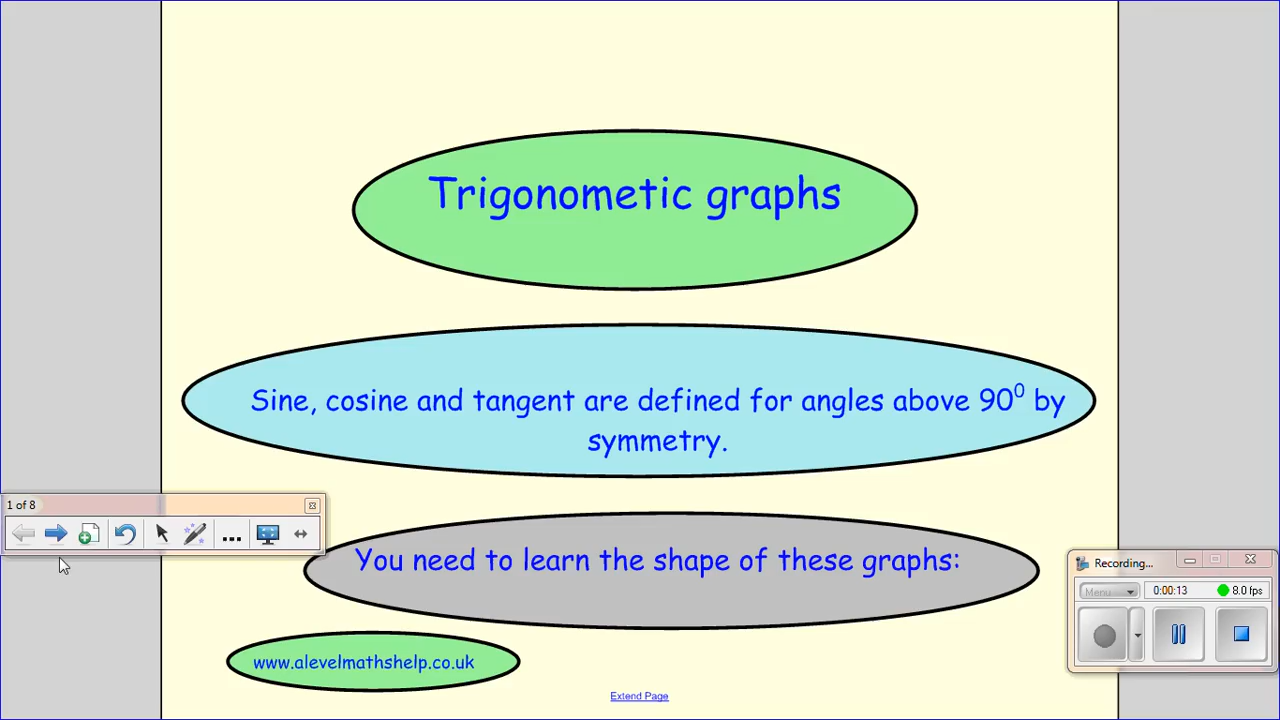 Trigonometic graphs
Sine, cosine and tangent are defined for angles above 90⁰ by
symmetry.
1 of 8
You need to learn the shape of these graphs:
Recording...
Menu
0:00:13
8.0 fps
www.alevelmathshelp.co.uk
Extend Page